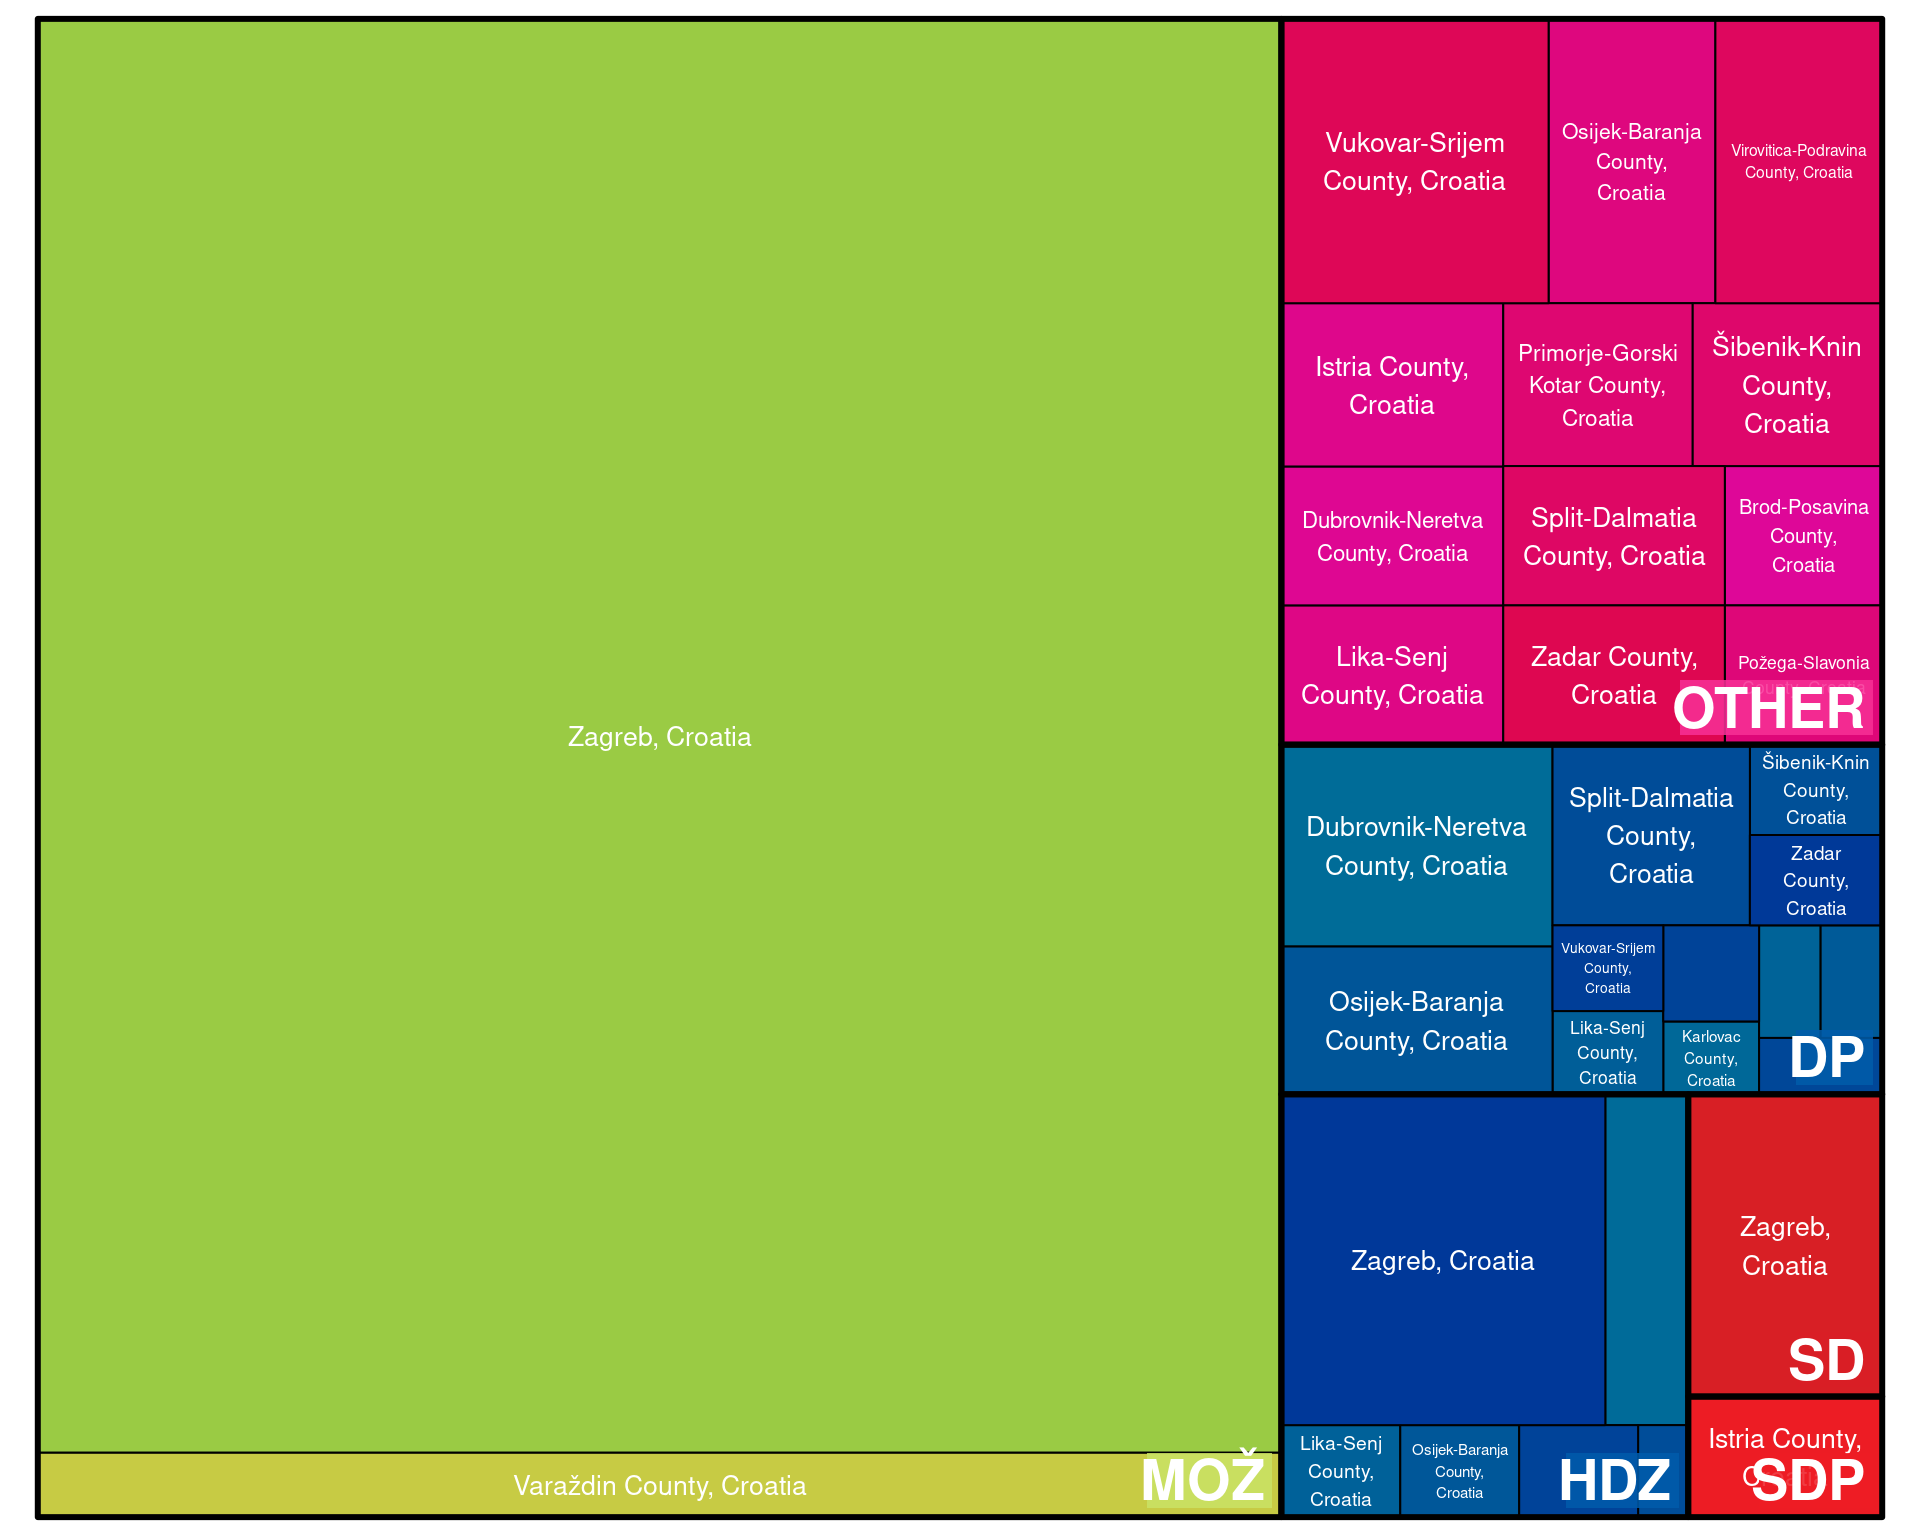 Zagreb, Croatia
Varaždin County, Croatia
MOŽ
Vukovar-Srijem
County, Croatia
Osijek-Baranja
County,
Croatia
Virovitica-Podravina
County, Croatia
Istria County,
Croatia
Primorje-Gorski
Kotar County,
Croatia
Šibenik-Knin
County,
Croatia
Dubrovnik-Neretva
County, Croatia
Split-Dalmatia
County, Croatia
Brod-Posavina
County,
Croatia
Lika-Senj
County, Croatia
Zadar County,
Croatia
Požega-Slavonia
OTHER
Dubrovnik-Neretva
County, Croatia
Split-Dalmatia
County,
Croatia
Šibenik-Knin
County,
Croatia
Zadar
County,
Croatia
Osijek-Baranja
County, Croatia
Vukovar-Srijem
County,
Croatia
Lika-Senj
County,
Croatia
Karlovac
County,
Croatia
DP
Zagreb, Croatia
Lika-Senj
County,
Croatia
Osijek-Baranja
County,
Croatia
HDZ
Zagreb,
Croatia
SD
Istria County,
SDP